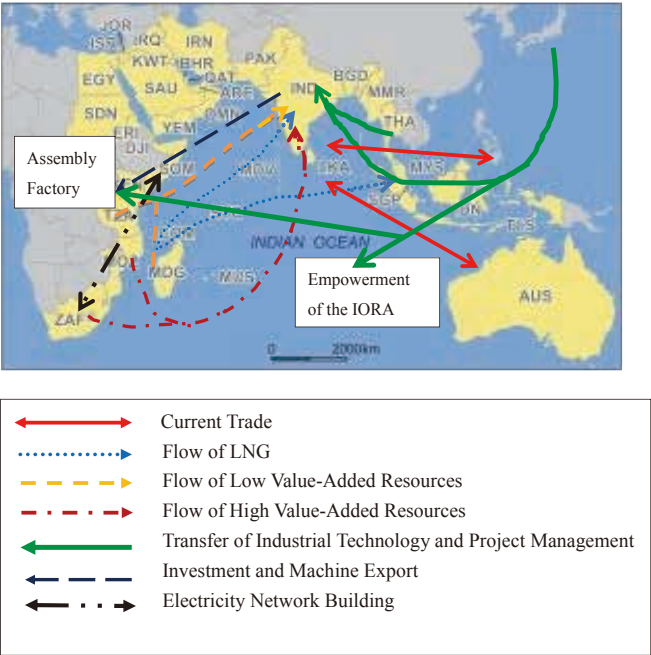 JOR
ISR IRQ IRN
KWT BHR PAK
EGY QAT BGD
SAU ARE IND MMR
SDN OMN THA
ERI YEM
DJI
Assembly
Factory
SOM MDV LKA MYS
SGP
IDN
TLS
INDIAN OCEAN
MDG MUS
Empowerment
of the IORA
AUS
ZAF
0 2000km
Current Trade
Flow of LNG
Flow of Low Value-Added Resources
Flow of High Value-Added Resources
Transfer of Industrial Technology and Project Management
Investment and Machine Export
Electricity Network Building